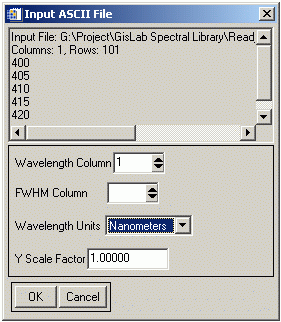 Input ASCII File
Input File: G:\Project\GisLab Spectral Library\Read
Columns: 1, Rows: 101
400
405
410
415
420
Wavelength Column 1
FWHM Column
Wavelength Units Nanometers
Y Scale Factor 1.00000
OK Cancel